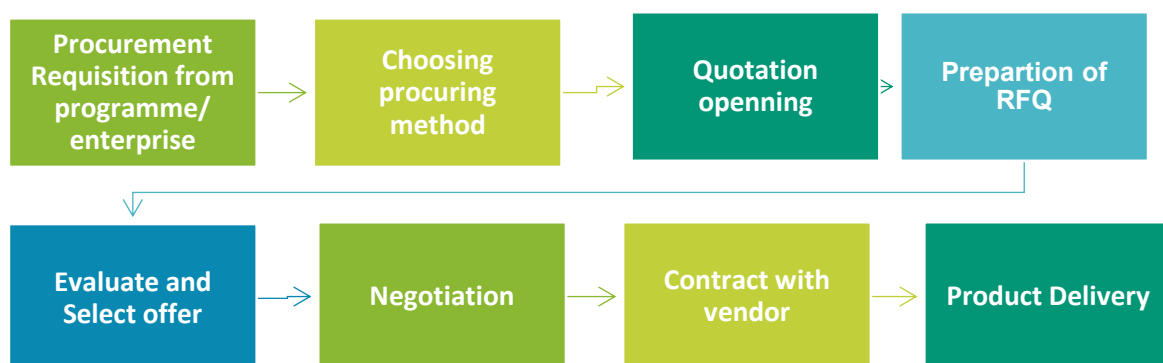 Procurement
Requisition from
programme/
enterprise
Choosing
procuring
method
Quotation
openning
Prepartion of
RFQ
Evaluate and
Select offer
Negotiation
Contract with
vendor
Product Delivery